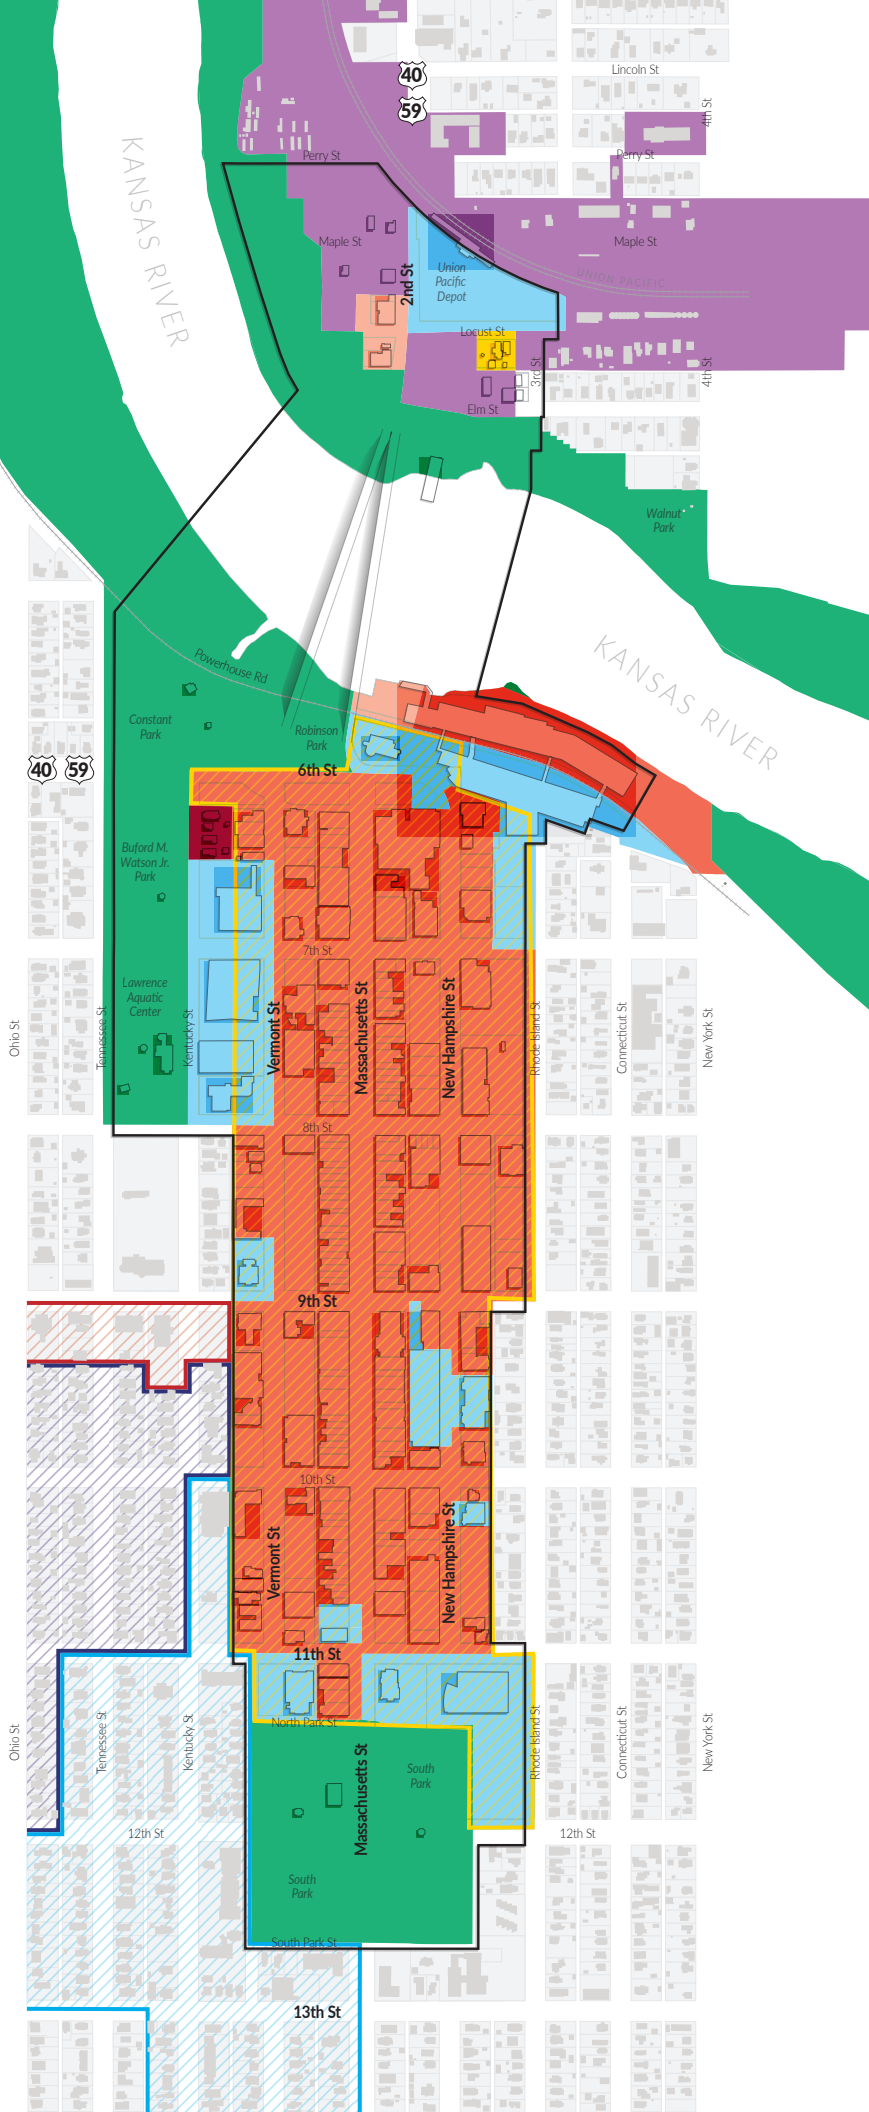 40
59
Lincoln St
4th St
Perry St
Perry St
KANSAS RIVER
Maple St
Maple St
2nd St
Union
Pacific
Depot
UNION PACIFIC
Locust St
3rd St
4th St
Elm St
Walnut
Park
KANSAS RIVER
Powerhouse Rd
Constant
Park
Robinson
Park
40
59
6th St
Buford M.
Watson Jr.
Park
7th St
Lawrence
Aquatic
Center
Ohio St
Tennessee St
Kentucky St
Vermont St
Massachusetts St
New Hampshire St
Rhode Island St
Connecticut St
New York St
8th St
9th St
10th St
Vermont St
New Hampshire St
11th St
North Park St
Ohio St
Tennessee St
Kentucky St
Massachusetts St
South
Park
Rhode Island St
Connecticut St
New York St
12th St
12th St
South
Park
South Park St
13th St